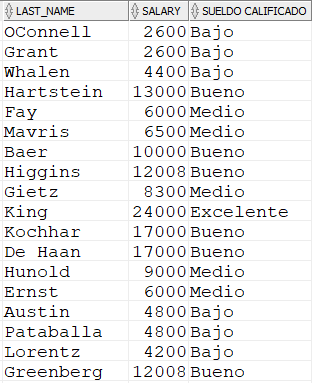 LAST_NAME SALARY SUELDO CALIFICADO
OConnell 2600 Bajo
Grant 2600 Bajo
Whalen 4400 Bajo
Hartstein 13000 Bueno
Fay 6000 Medio
Mavris 6500 Medio
Baer 10000 Bueno
Higgins 12008 Bueno
Gietz 8300 Medio
King 24000 Excelente
Kochhar 17000 Bueno
De Haan 17000 Bueno
Hunold 9000 Medio
Ernst 6000 Medio
Austin 4800 Bajo
Pataballa 4800 Bajo
Lorentz 4200 Bajo
Greenberg 12008 Bueno